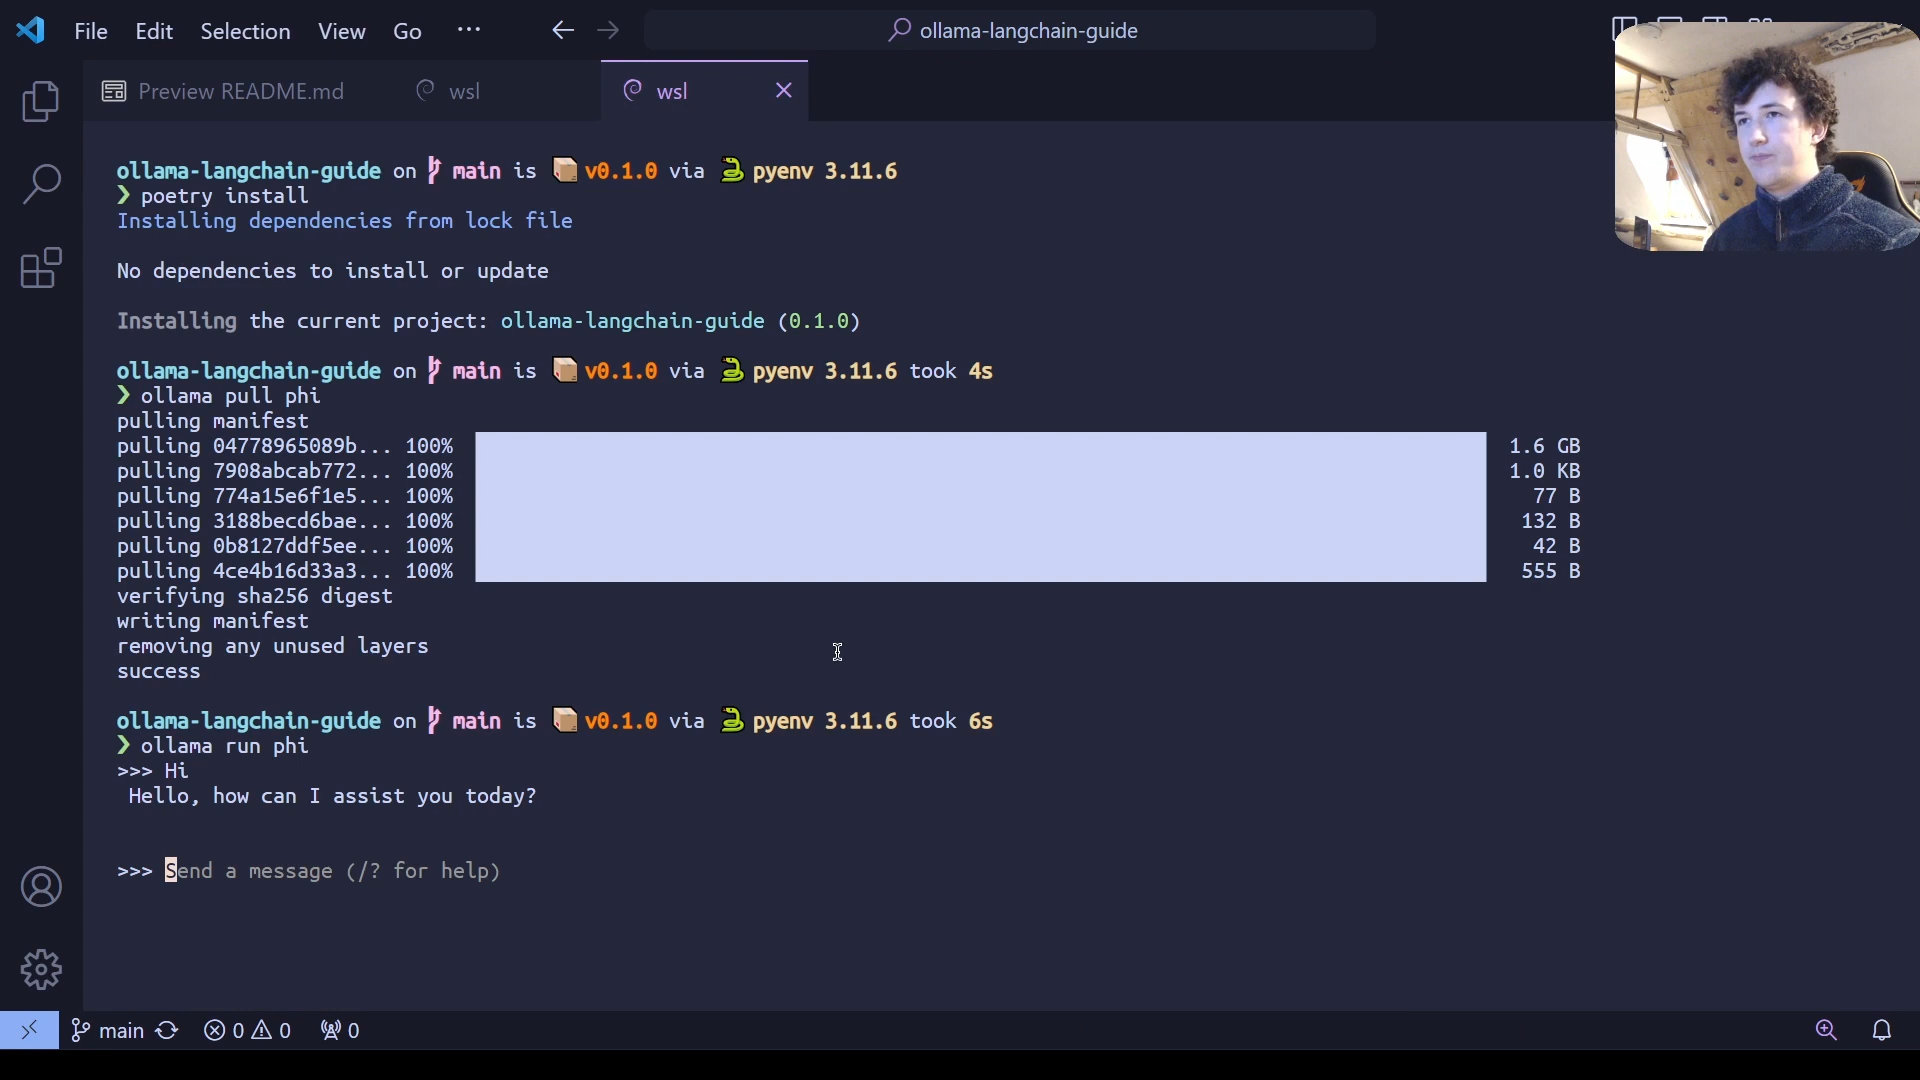 File Edit Selection View Go ··· ollama-langchain-guide
Preview README.md wsl wsl
ollama-langchain-guide on main is v0.1.0 via pyenv 3.11.6
❯ poetry install
Installing dependencies from lock file
No dependencies to install or update
Installing the current project: ollama-langchain-guide (0.1.0)
ollama-langchain-guide on main is v0.1.0 via pyenv 3.11.6 took 4s
❯ ollama pull phi
pulling manifest
pulling 04778965089b... 100% 1.6 GB
pulling 7908abcab772... 100% 1.0 KB
pulling 774a15e6f1e5... 100% 77 B
pulling 3188becd6bae... 100% 132 B
pulling 0b8127ddf5ee... 100% 42 B
pulling 4ce4b16d33a3... 100% 555 B
verifying sha256 digest
writing manifest
removing any unused layers
success
ollama-langchain-guide on main is v0.1.0 via pyenv 3.11.6 took 6s
❯ ollama run phi
>>> Hi
Hello, how can I assist you today?
>>> Send a message (/? for help)
main 0 0 0